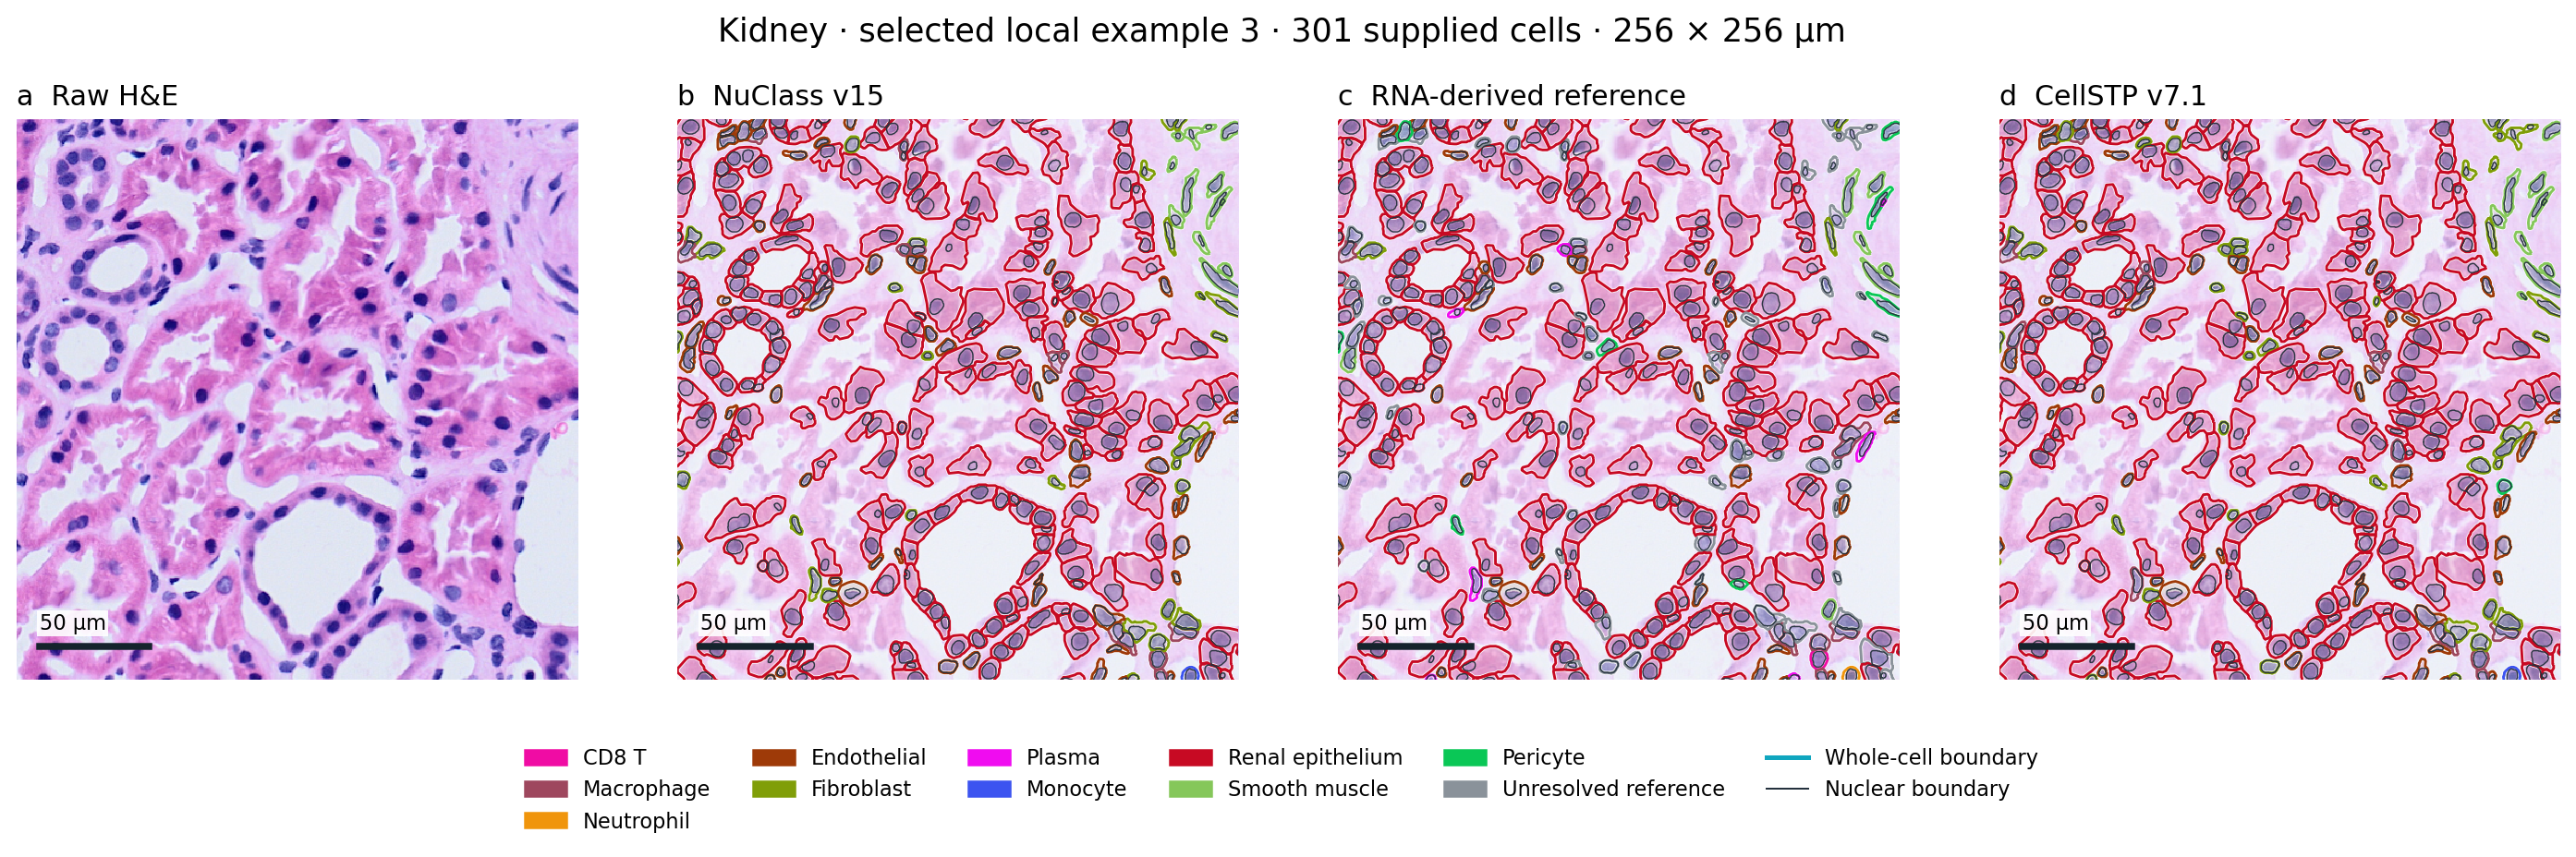 Kidney · selected local example 3 · 301 supplied cells · 256 × 256 µm
a Raw H&E
b NuClass v15
c RNA-derived reference
d CellSTP v7.1
50 µm
50 µm
50 µm
50 µm
CD8 T
Macrophage
Neutrophil
Endothelial
Fibroblast
Plasma
Monocyte
Renal epithelium
Smooth muscle
Pericyte
Unresolved reference
Whole-cell boundary
Nuclear boundary